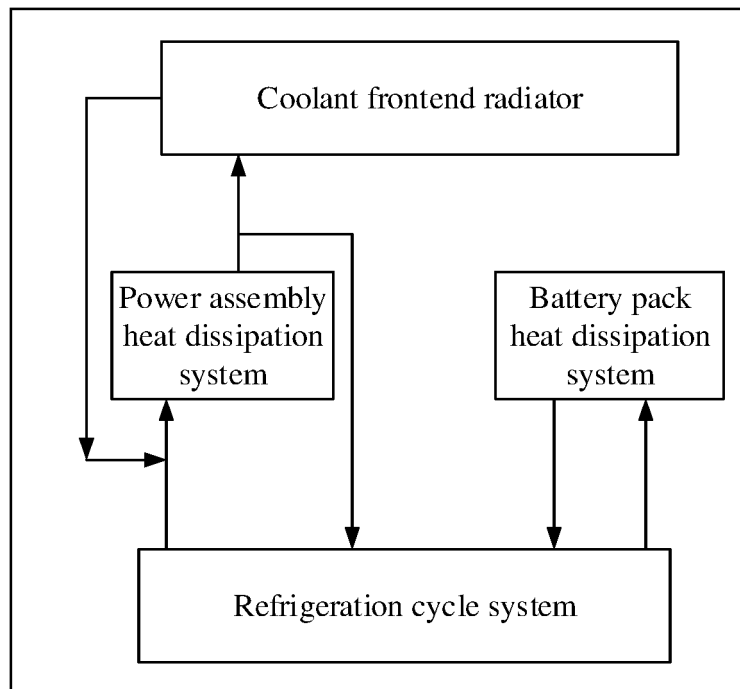 Coolant frontend radiator
Power assembly
heat dissipation
system
Battery pack
heat dissipation
system
Refrigeration cycle system